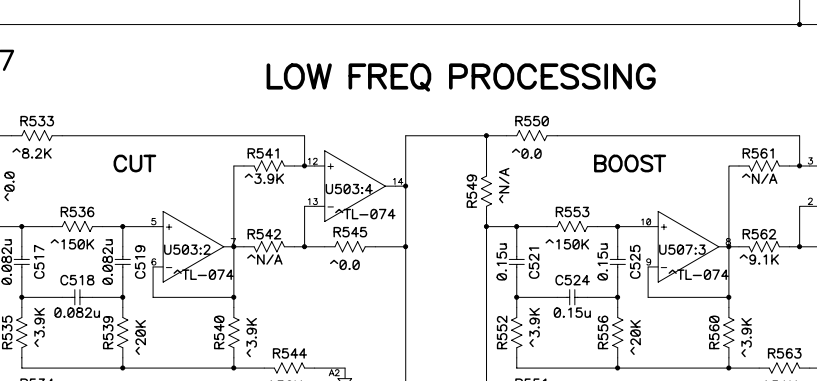 7
LOW FREQ PROCESSING
R533
^8.2K
^0.0
CUT
R541
^3.9K
12
+
13
-
14
U503:4
^TL-074
R536
^150K
5
+
6
-
7
U503:2
^TL-074
0.082u
C517
0.082u
C519
C518
0.082u
R542
^N/A
R545
^0.0
R535
^3.9K
R539
^20K
R540
^3.9K
R544
A2
R550
^0.0
BOOST
R549
^N/A
R561
^N/A
3
2
R553
^150K
10
+
9
-
8
U507:3
^TL-074
0.15u
C521
0.15u
C525
C524
0.15u
R562
^9.1K
R552
^3.9K
R556
^20K
R560
^3.9K
R563